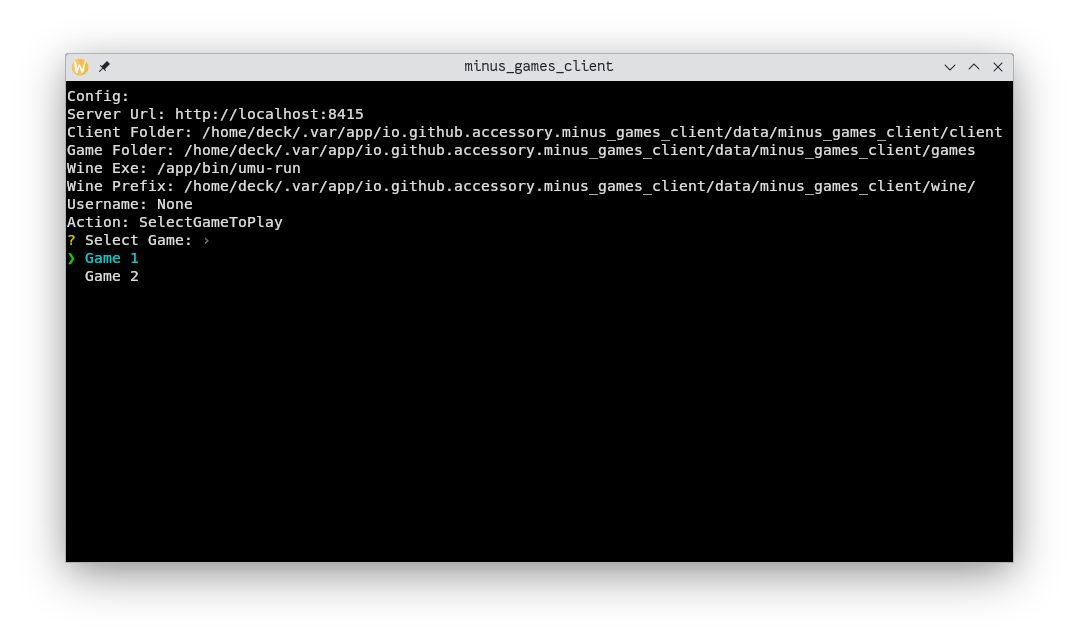 minus_games_client
Config:
Server Url: http://localhost:8415
Client Folder: /home/deck/.var/app/io.github.accessory.minus_games_client/data/minus_games_client/client
Game Folder: /home/deck/.var/app/io.github.accessory.minus_games_client/data/minus_games_client/games
Wine Exe: /app/bin/umu-run
Wine Prefix: /home/deck/.var/app/io.github.accessory.minus_games_client/data/minus_games_client/wine/
Username: None
Action: SelectGameToPlay
? Select Game: ›
❯ Game 1
Game 2